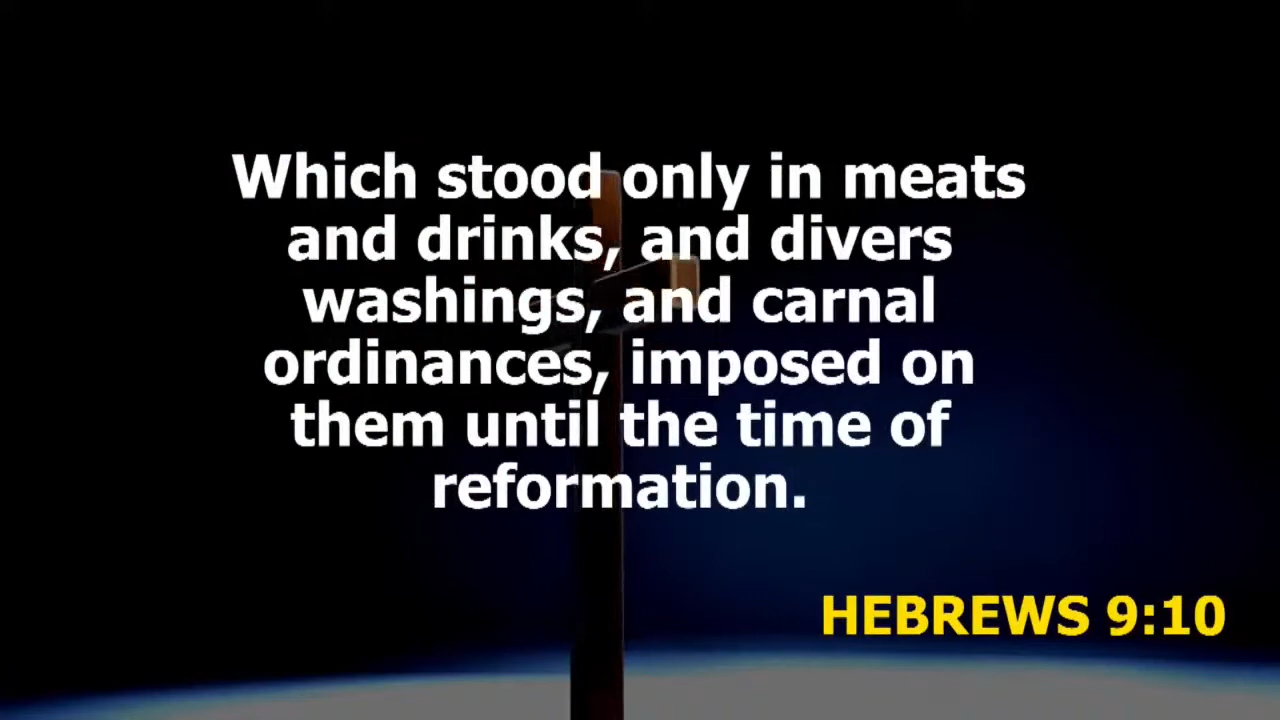 Which stood only in meats
and drinks, and divers
washings, and carnal
ordinances, imposed on
them until the time of
reformation.
HEBREWS 9:10